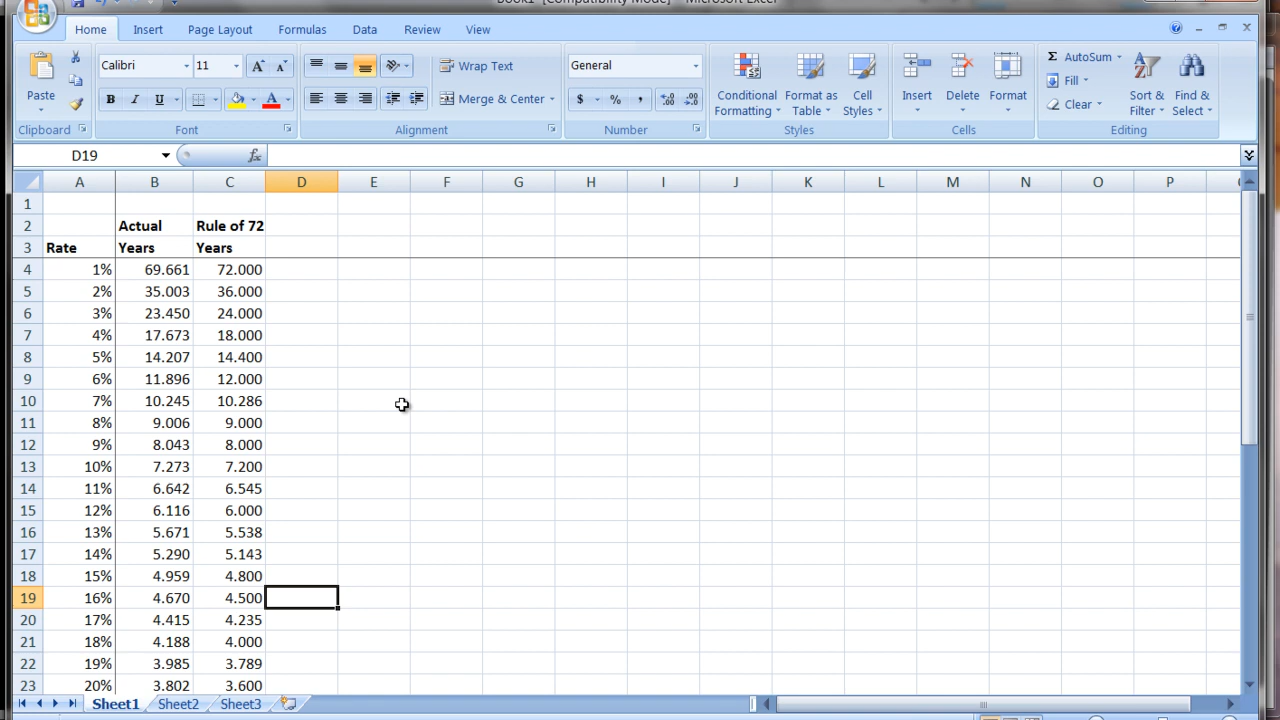 Book1 [Compatibility Mode] - Microsoft Excel
Home Insert Page Layout Formulas Data Review View
Calibri 11 A A Wrap Text General AutoSum
Paste Fill
B I U A Merge & Center $ % , Conditional Formatting Format as Table Cell Styles Insert Delete Format Clear Sort & Filter Find & Select
Clipboard Font Alignment Number Styles Cells Editing
D19 fx
A B C D E F G H I J K L M N O P
1
2 Actual Rule of 72
3 Rate Years Years
4 1% 69.661 72.000
5 2% 35.003 36.000
6 3% 23.450 24.000
7 4% 17.673 18.000
8 5% 14.207 14.400
9 6% 11.896 12.000
10 7% 10.245 10.286
11 8% 9.006 9.000
12 9% 8.043 8.000
13 10% 7.273 7.200
14 11% 6.642 6.545
15 12% 6.116 6.000
16 13% 5.671 5.538
17 14% 5.290 5.143
18 15% 4.959 4.800
19 16% 4.670 4.500
20 17% 4.415 4.235
21 18% 4.188 4.000
22 19% 3.985 3.789
23 20% 3.802 3.600
Sheet1 Sheet2 Sheet3